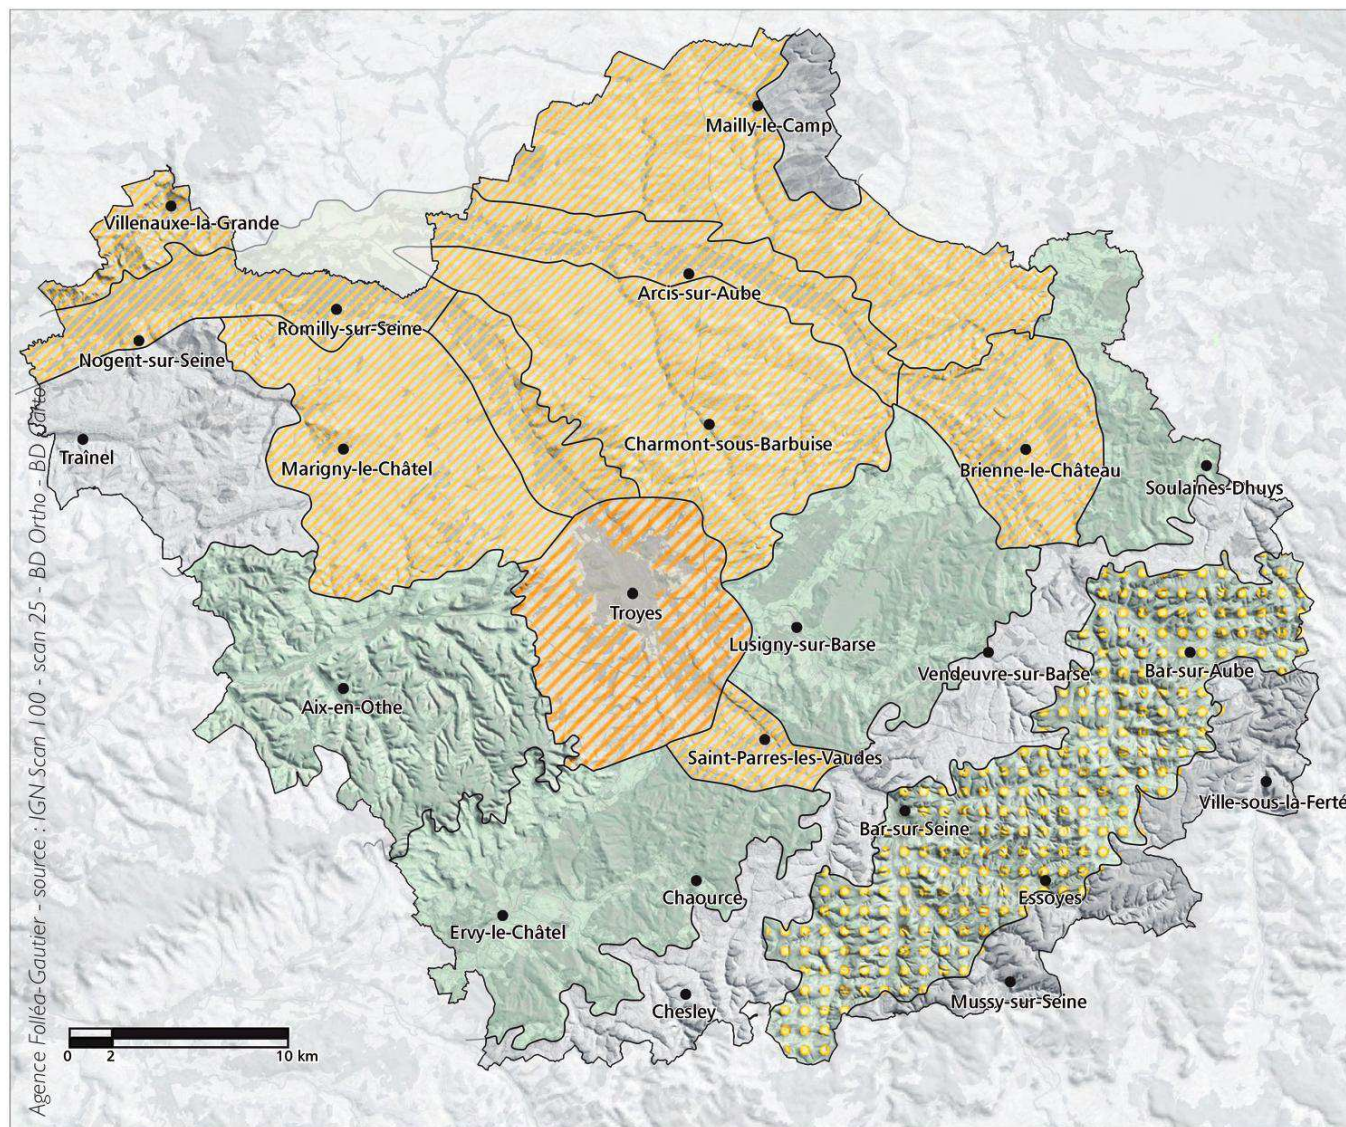 Mailly-le-Camp
Villenauxe-la-Grande
Arcis-sur-Aube
Romilly-sur-Seine
Nogent-sur-Seine
Charmont-sous-Barbuise
Traînel
Marigny-le-Châtel
Brienne-le-Château
Soulaines-Dhuys
Troyes
Lusigny-sur-Barse
Vendeuvre-sur-Barse
Bar-sur-Aube
Aix-en-Othe
Saint-Parres-les-Vaudes
Ville-sous-la-Ferté
Bar-sur-Seine
Chaource
Essoyes
Ervy-le-Châtel
Mussy-sur-Seine
Chesley
0 2 10 km
Agence Folléa-Gautier - source : IGN Scan 100 - scan 25 - BD Ortho - BD Carto